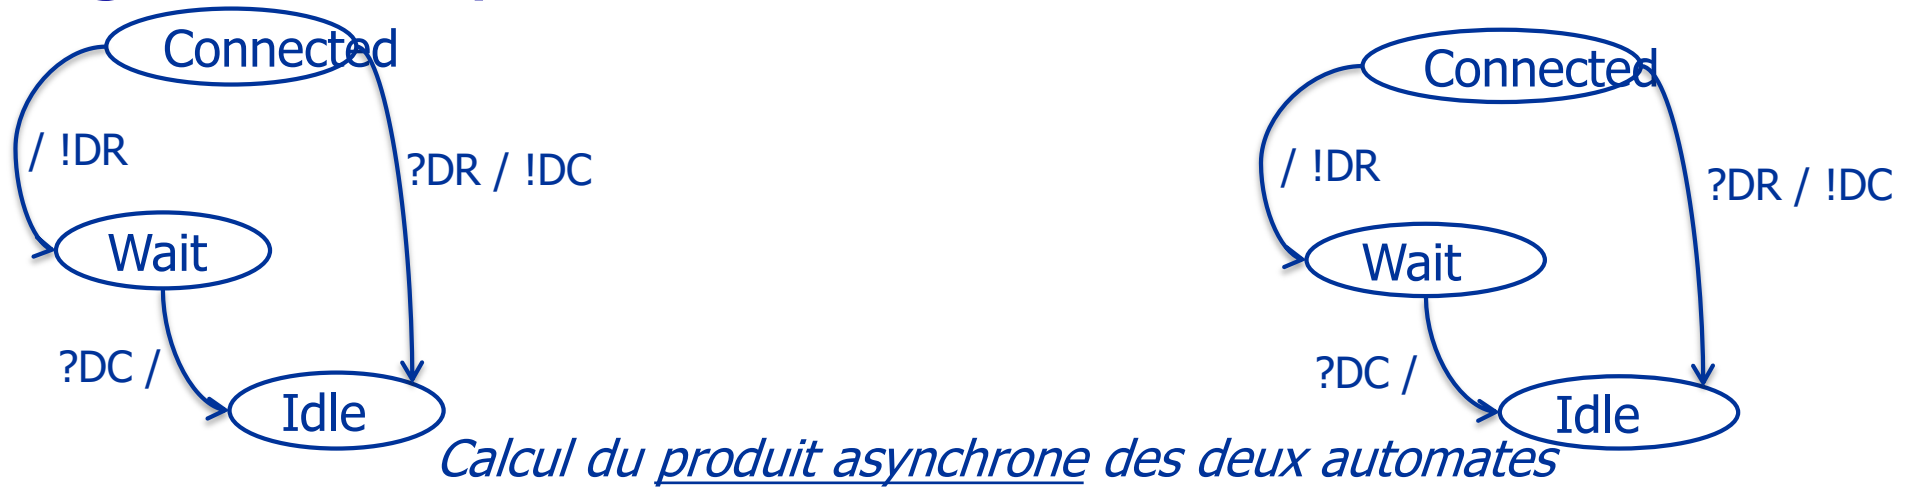 Connected
Connected
/ !DR
?DR / !DC
/ !DR
?DR / !DC
Wait
Wait
?DC /
?DC /
Idle
Idle
Calcul du produit asynchrone des deux automates